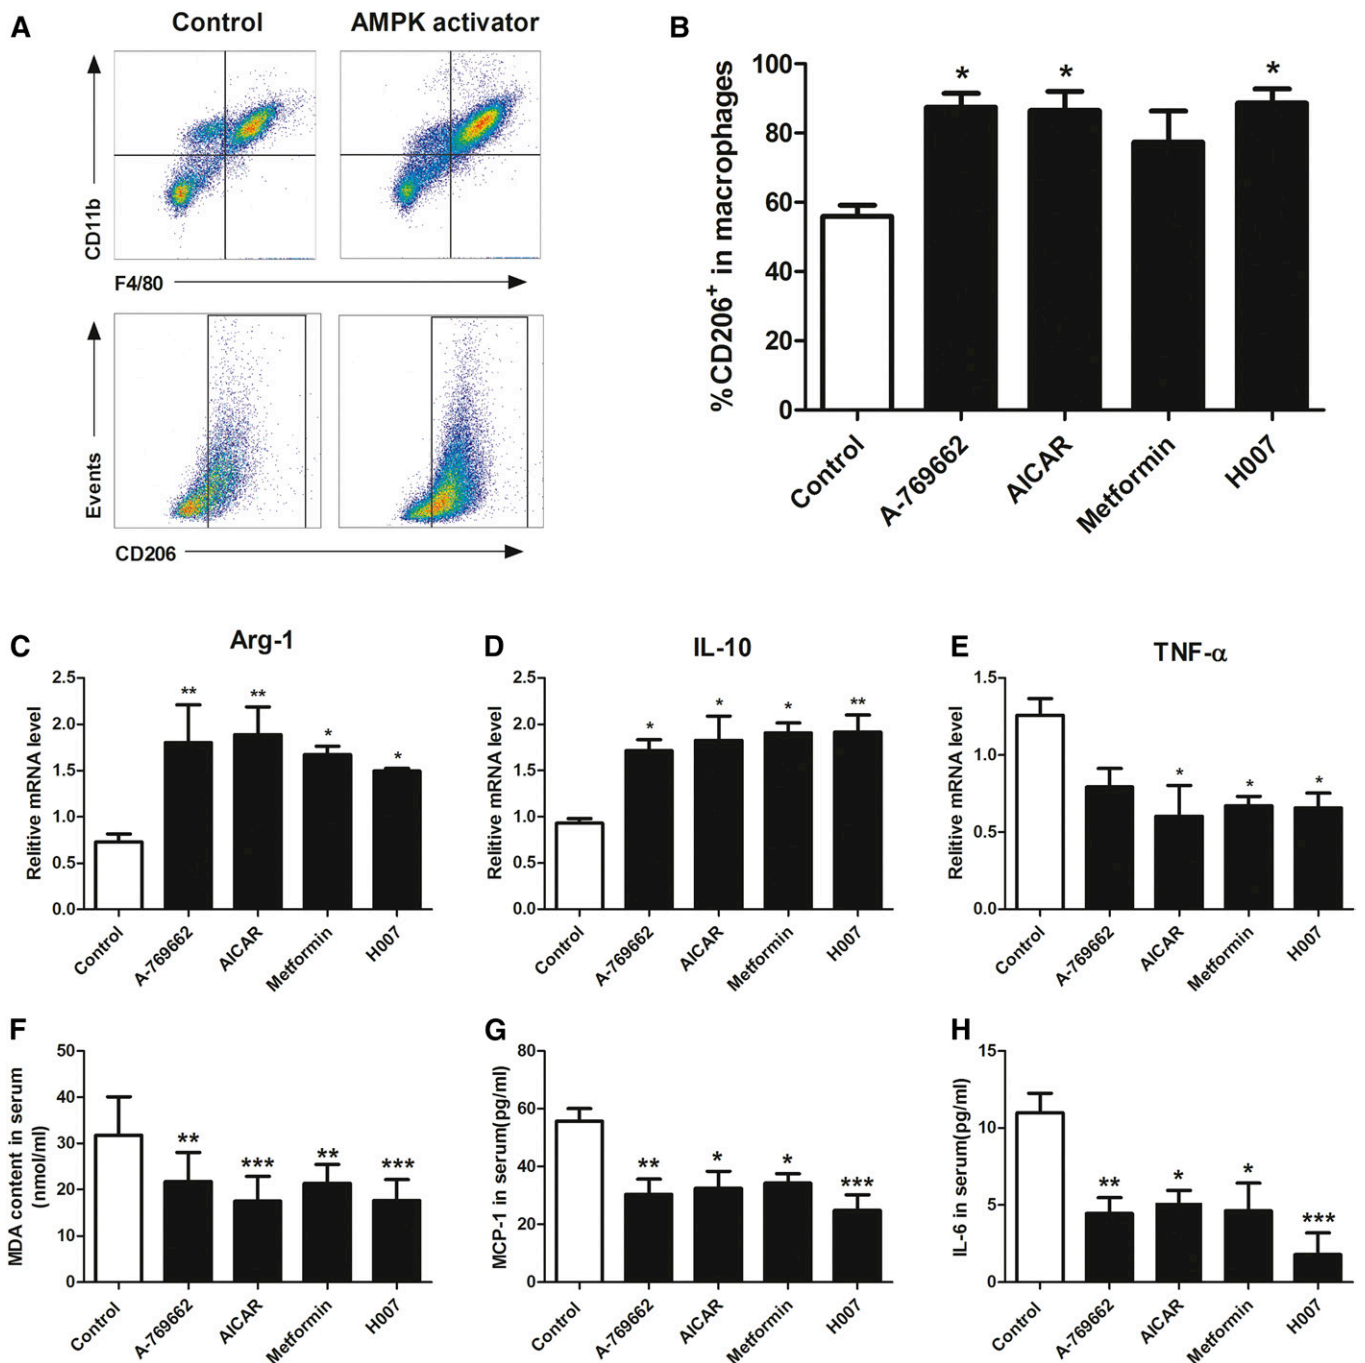 A
Control
AMPK activator
CD11b
F4/80
Events
CD206
B
%CD206+ in macrophages
100
80
60
40
20
0
*
*
*
Control
A-769662
AICAR
Metformin
H007
C
Arg-1
Relitive mRNA level
2.5
2.0
1.5
1.0
0.5
0.0
**
**
*
*
Control
A-769662
AICAR
Metformin
H007
D
IL-10
Relitive mRNA level
2.5
2.0
1.5
1.0
0.5
0.0
*
*
*
**
Control
A-769662
AICAR
Metformin
H007
E
TNF-α
Relitive mRNA level
1.5
1.0
0.5
0.0
*
*
*
Control
A-769662
AICAR
Metformin
H007
F
MDA content in serum
(nmol/ml)
50
40
30
20
10
0
**
***
**
***
Control
A-769662
AICAR
Metformin
H007
G
MCP-1 in serum(pg/ml)
80
60
40
20
0
**
*
*
***
Control
A-769662
AICAR
Metformin
H007
H
IL-6 in serum(pg/ml)
15
10
5
0
**
*
*
***
Control
A-769662
AICAR
Metformin
H007